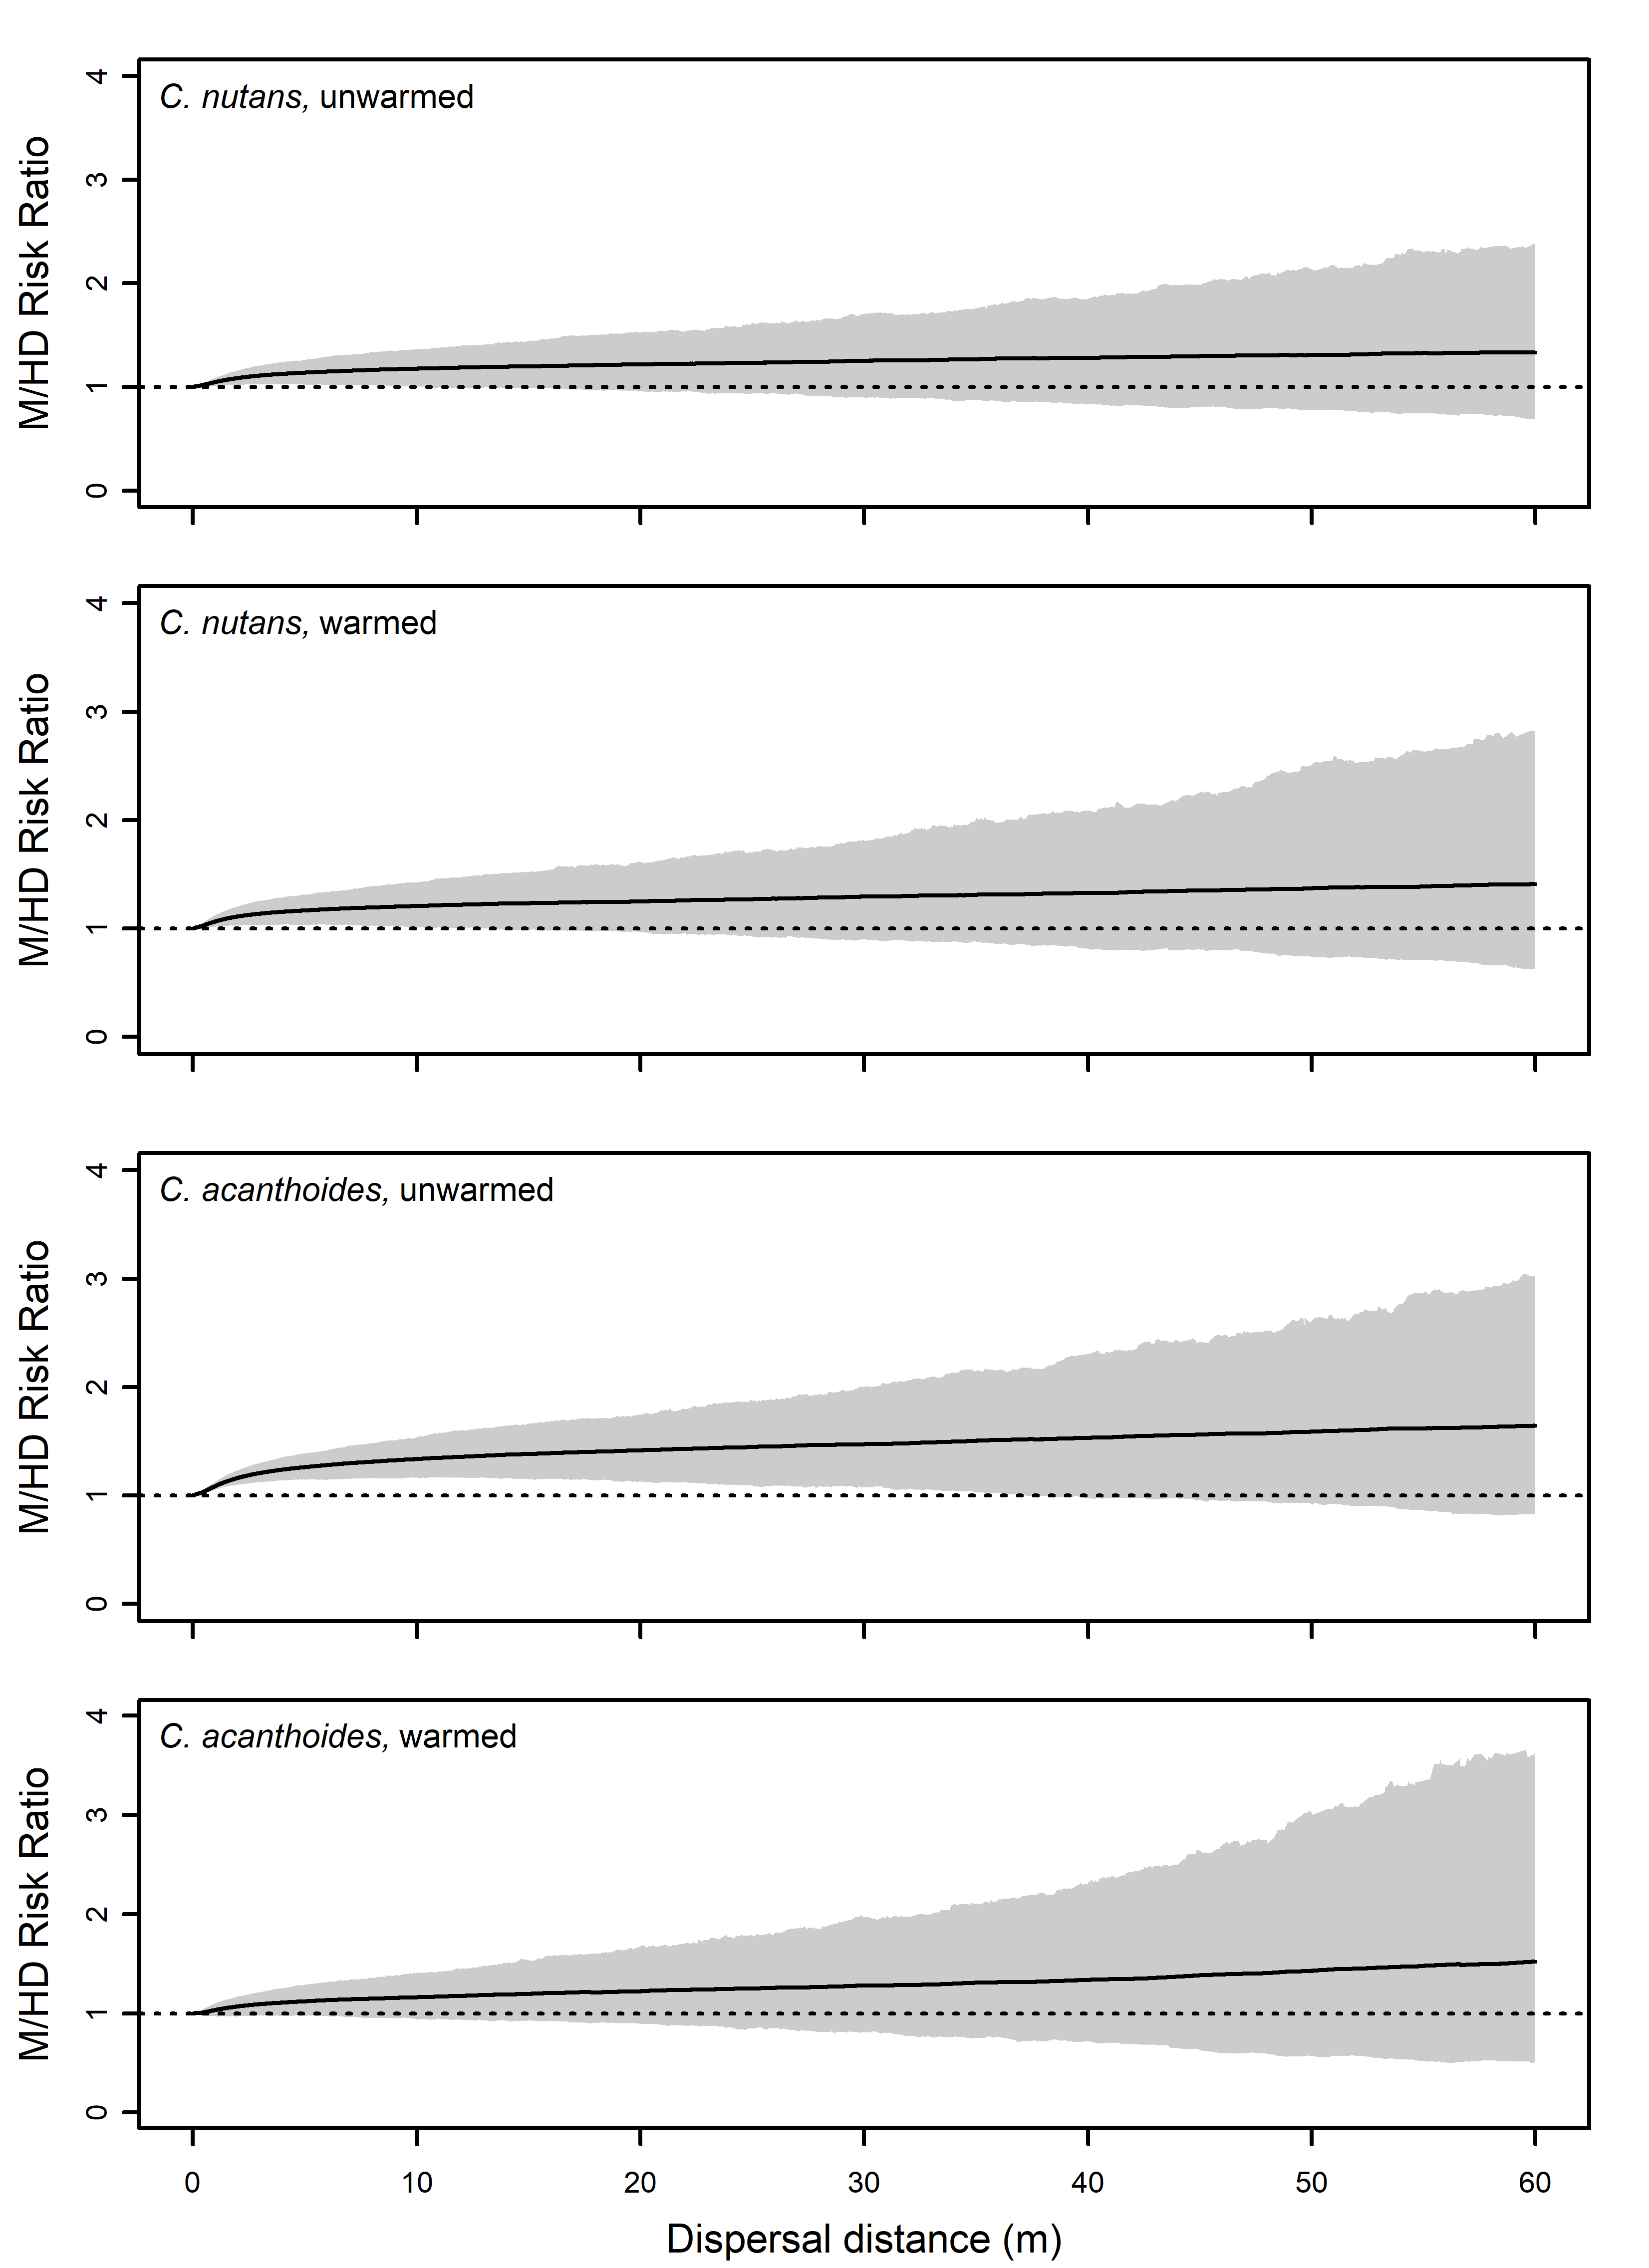 C. nutans, unwarmed
M/HD Risk Ratio
4
3
2
1
0
C. nutans, warmed
M/HD Risk Ratio
4
3
2
1
0
C. acanthoides, unwarmed
M/HD Risk Ratio
4
3
2
1
0
C. acanthoides, warmed
M/HD Risk Ratio
4
3
2
1
0
0 10 20 30 40 50 60
Dispersal distance (m)